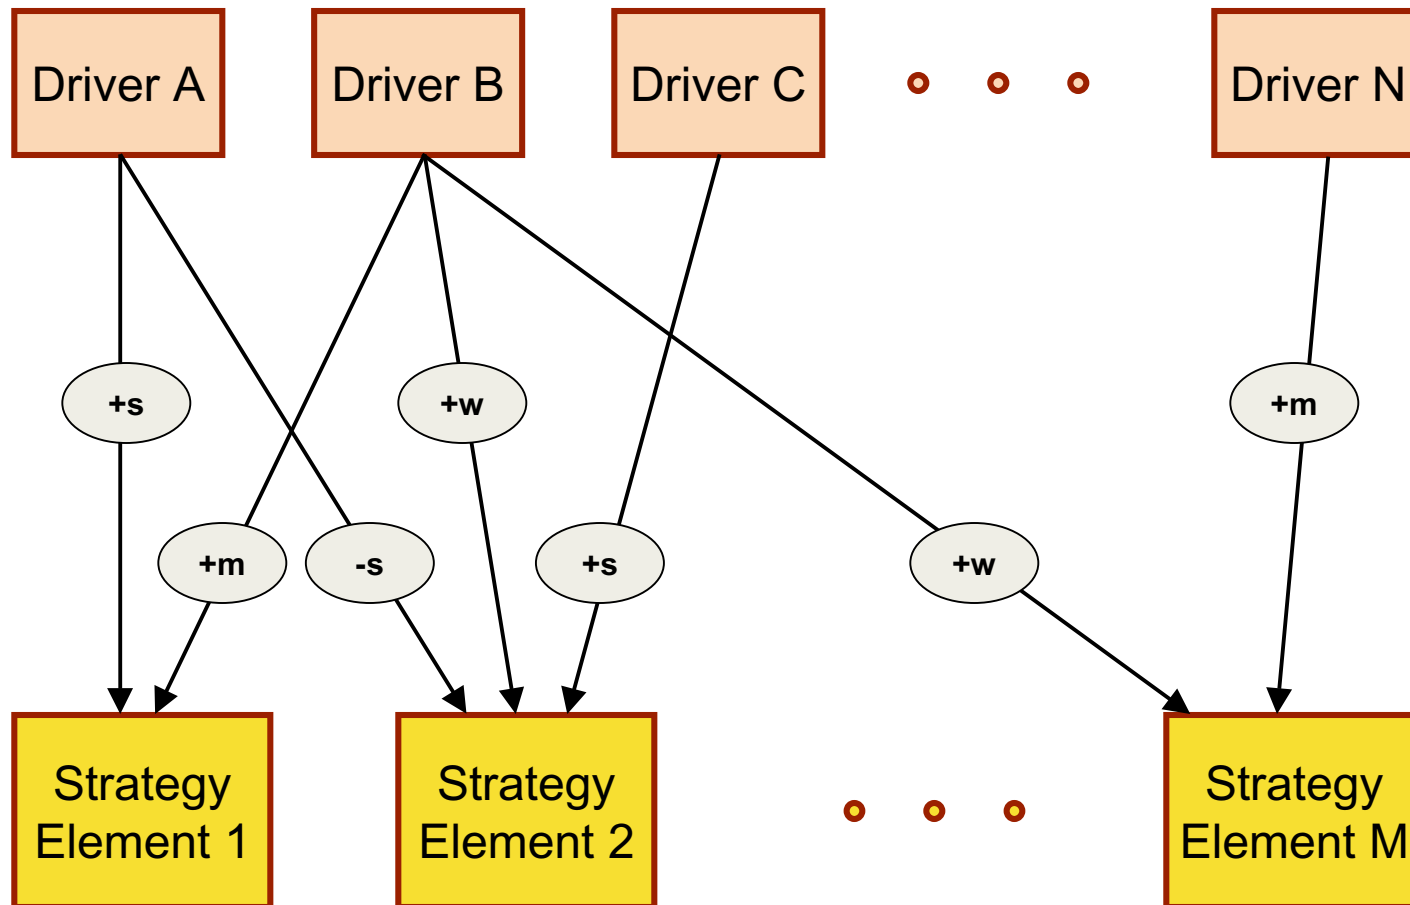 Driver A
Driver B
Driver C
Driver N
+s
+w
+m
+m
-s
+s
+w
Strategy
Element 1
Strategy
Element 2
Strategy
Element M